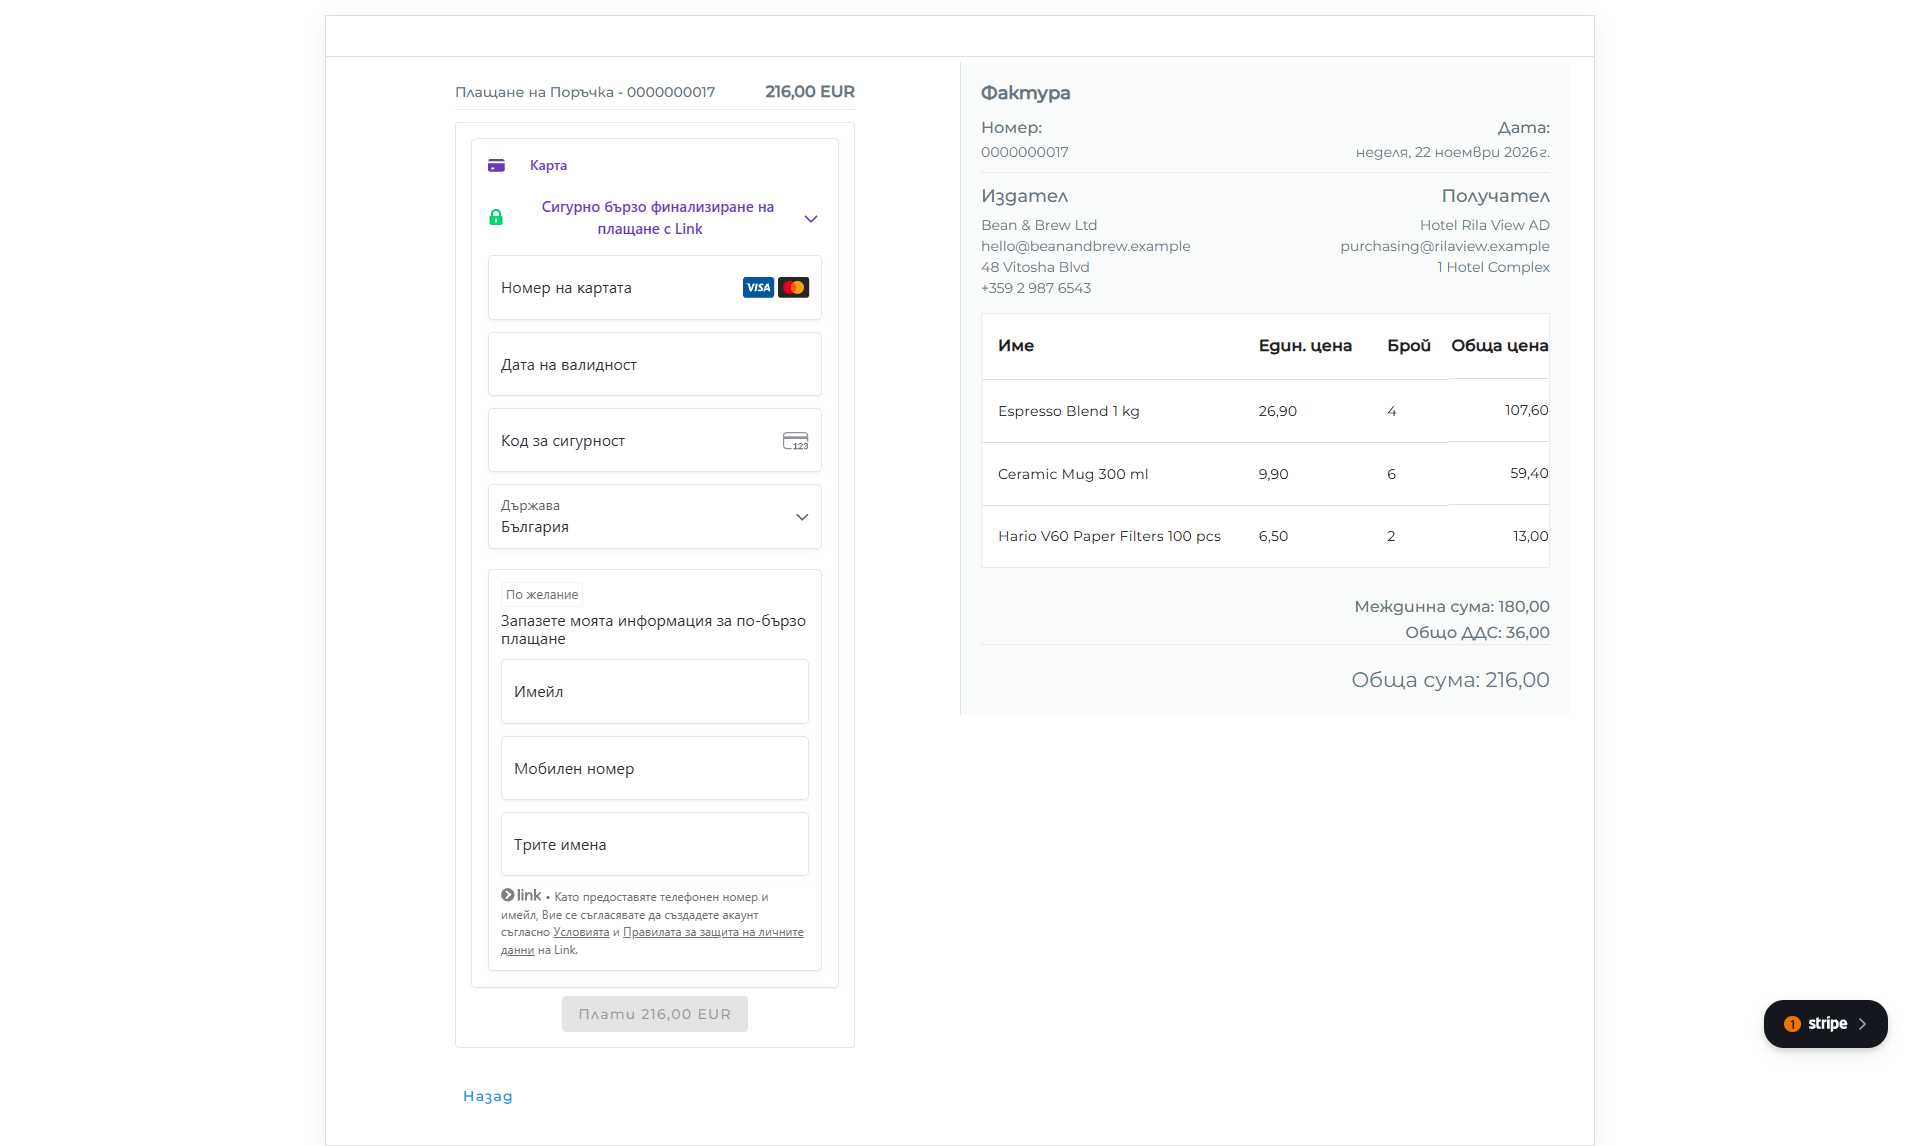 Плащане на Поръчка - 0000000017 216,00 EUR
Карта
Сигурно бързо финализиране на
плащане с Link
Номер на картата VISA
Дата на валидност
Код за сигурност 123
Държава
България
По желание
Запазете моята информация за по-бързо
плащане
Имейл
Мобилен номер
Трите имена
link • Като предоставяте телефонен номер и
имейл, Вие се съгласявате да създадете акаунт
съгласно Условията и Правилата за защита на личните
данни на Link.
Плати 216,00 EUR
Назад
Фактура
Номер: Дата:
0000000017 неделя, 22 ноември 2026 г.
Издател Получател
Bean & Brew Ltd Hotel Rila View AD
hello@beanandbrew.example purchasing@rilaview.example
48 Vitosha Blvd 1 Hotel Complex
+359 2 987 6543
Име Един. цена Брой Обща цена
Espresso Blend 1 kg 26,90 4 107,60
Ceramic Mug 300 ml 9,90 6 59,40
Hario V60 Paper Filters 100 pcs 6,50 2 13,00
Междинна сума: 180,00
Общо ДДС: 36,00
Обща сума: 216,00
1 stripe